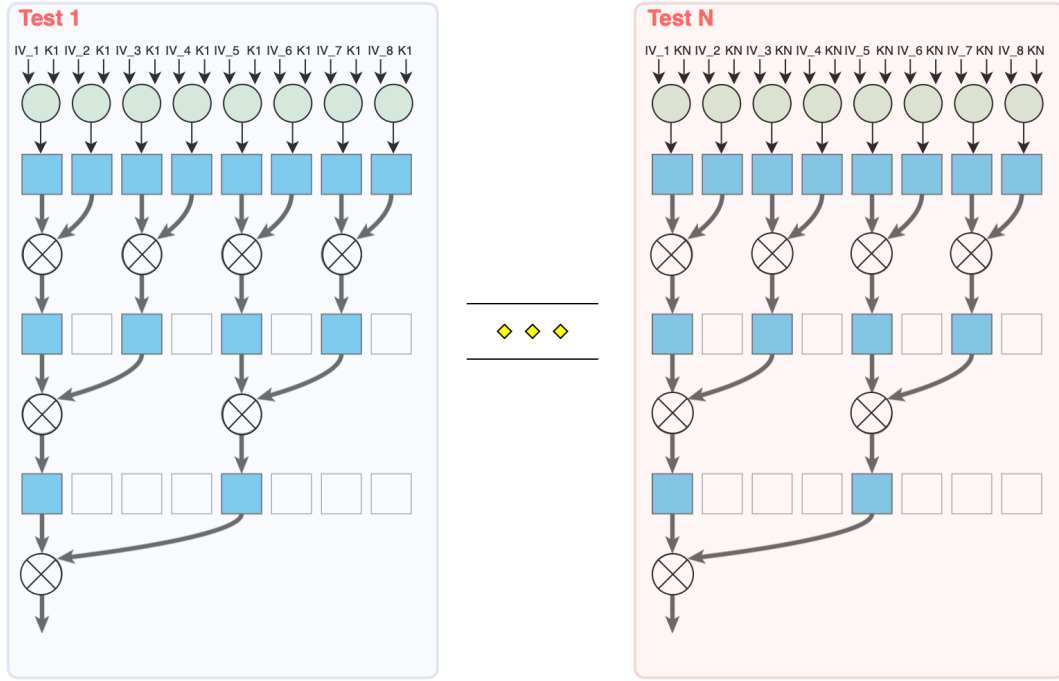 Test 1
IV_1 K1 IV_2 K1 IV_3 K1 IV_4 K1 IV_5 K1 IV_6 K1 IV_7 K1 IV_8 K1
Test N
IV_1 KN IV_2 KN IV_3 KN IV_4 KN IV_5 KN IV_6 KN IV_7 KN IV_8 KN